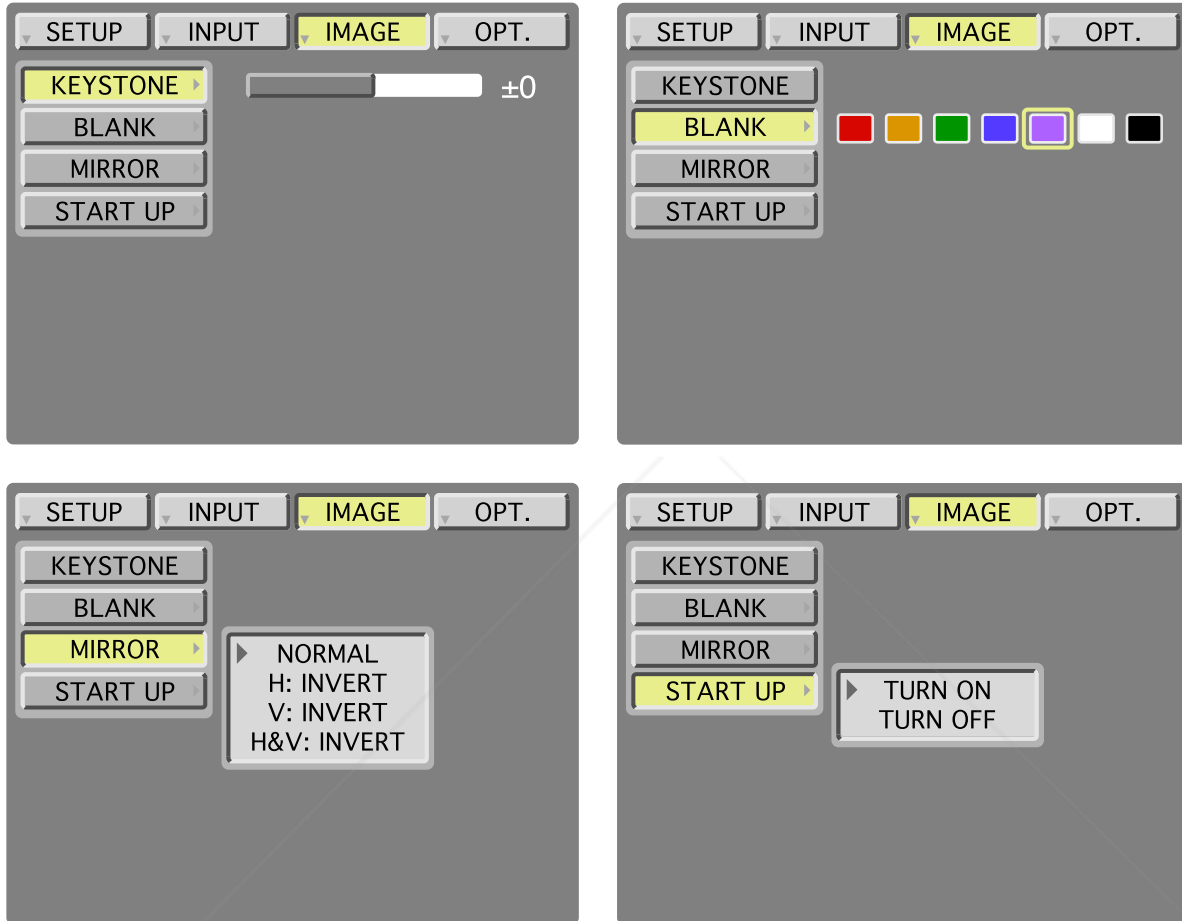 SETUP INPUT IMAGE OPT.
KEYSTONE ±0
BLANK
MIRROR
START UP
SETUP INPUT IMAGE OPT.
KEYSTONE
BLANK
MIRROR
START UP
SETUP INPUT IMAGE OPT.
KEYSTONE
BLANK
MIRROR
START UP
NORMAL
H: INVERT
V: INVERT
H&V: INVERT
SETUP INPUT IMAGE OPT.
KEYSTONE
BLANK
MIRROR
START UP
TURN ON
TURN OFF